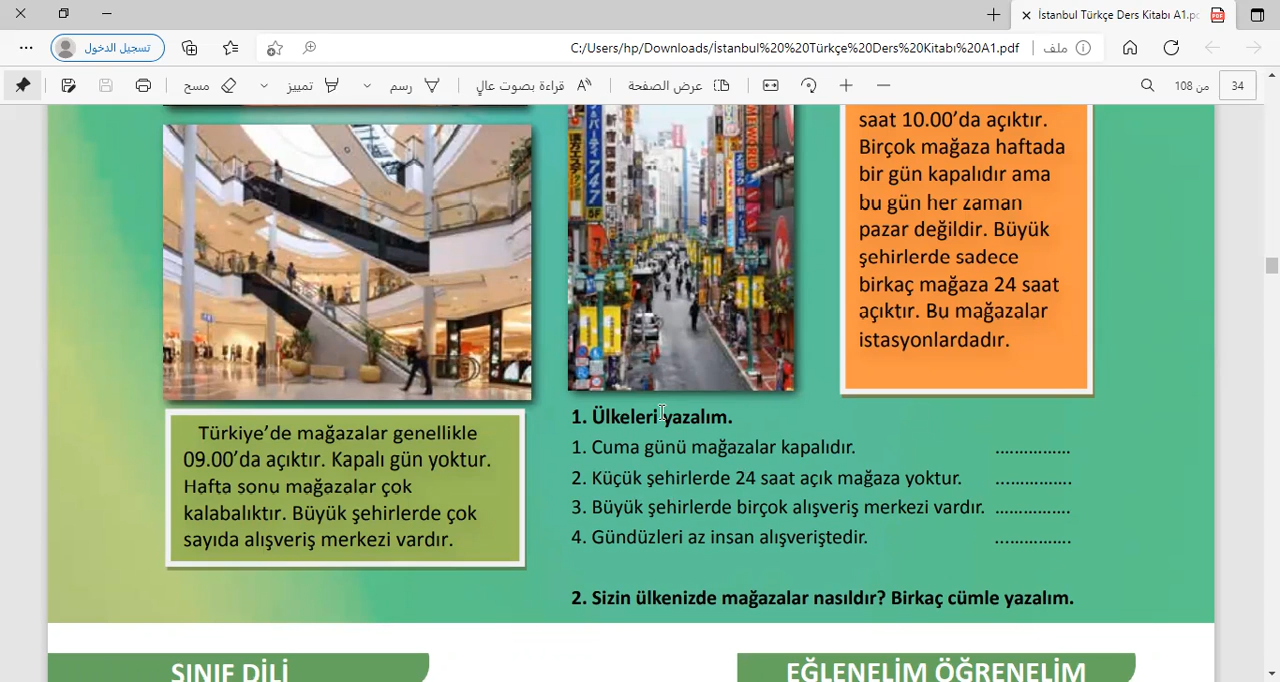 İstanbul Türkçe Ders Kitabı A1.pc
تسجيل الدخول
C:/Users/hp/Downloads/İstanbul%20%20Türkçe%20Ders%20Kitabı%20A1.pdf
ملف
مسح
تمييز
رسم
قراءة بصوت عالٍ
عرض الصفحة
من 108
34
saat 10.00'da açıktır.
Birçok mağaza haftada
bir gün kapalıdır ama
bu gün her zaman
pazar değildir. Büyük
şehirlerde sadece
birkaç mağaza 24 saat
açıktır. Bu mağazalar
istasyonlardadır.
747
5F
Türkiye'de mağazalar genellikle
09.00'da açıktır. Kapalı gün yoktur.
Hafta sonu mağazalar çok
kalabalıktır. Büyük şehirlerde çok
sayıda alışveriş merkezi vardır.
1. Ülkeleri yazalım.
1. Cuma günü mağazalar kapalıdır. ...............
2. Küçük şehirlerde 24 saat açık mağaza yoktur. ...............
3. Büyük şehirlerde birçok alışveriş merkezi vardır. ...............
4. Gündüzleri az insan alışveriştedir. ...............
2. Sizin ülkenizde mağazalar nasıldır? Birkaç cümle yazalım.
SINIF DİLİ
EĞLENELİM ÖĞRENELİM